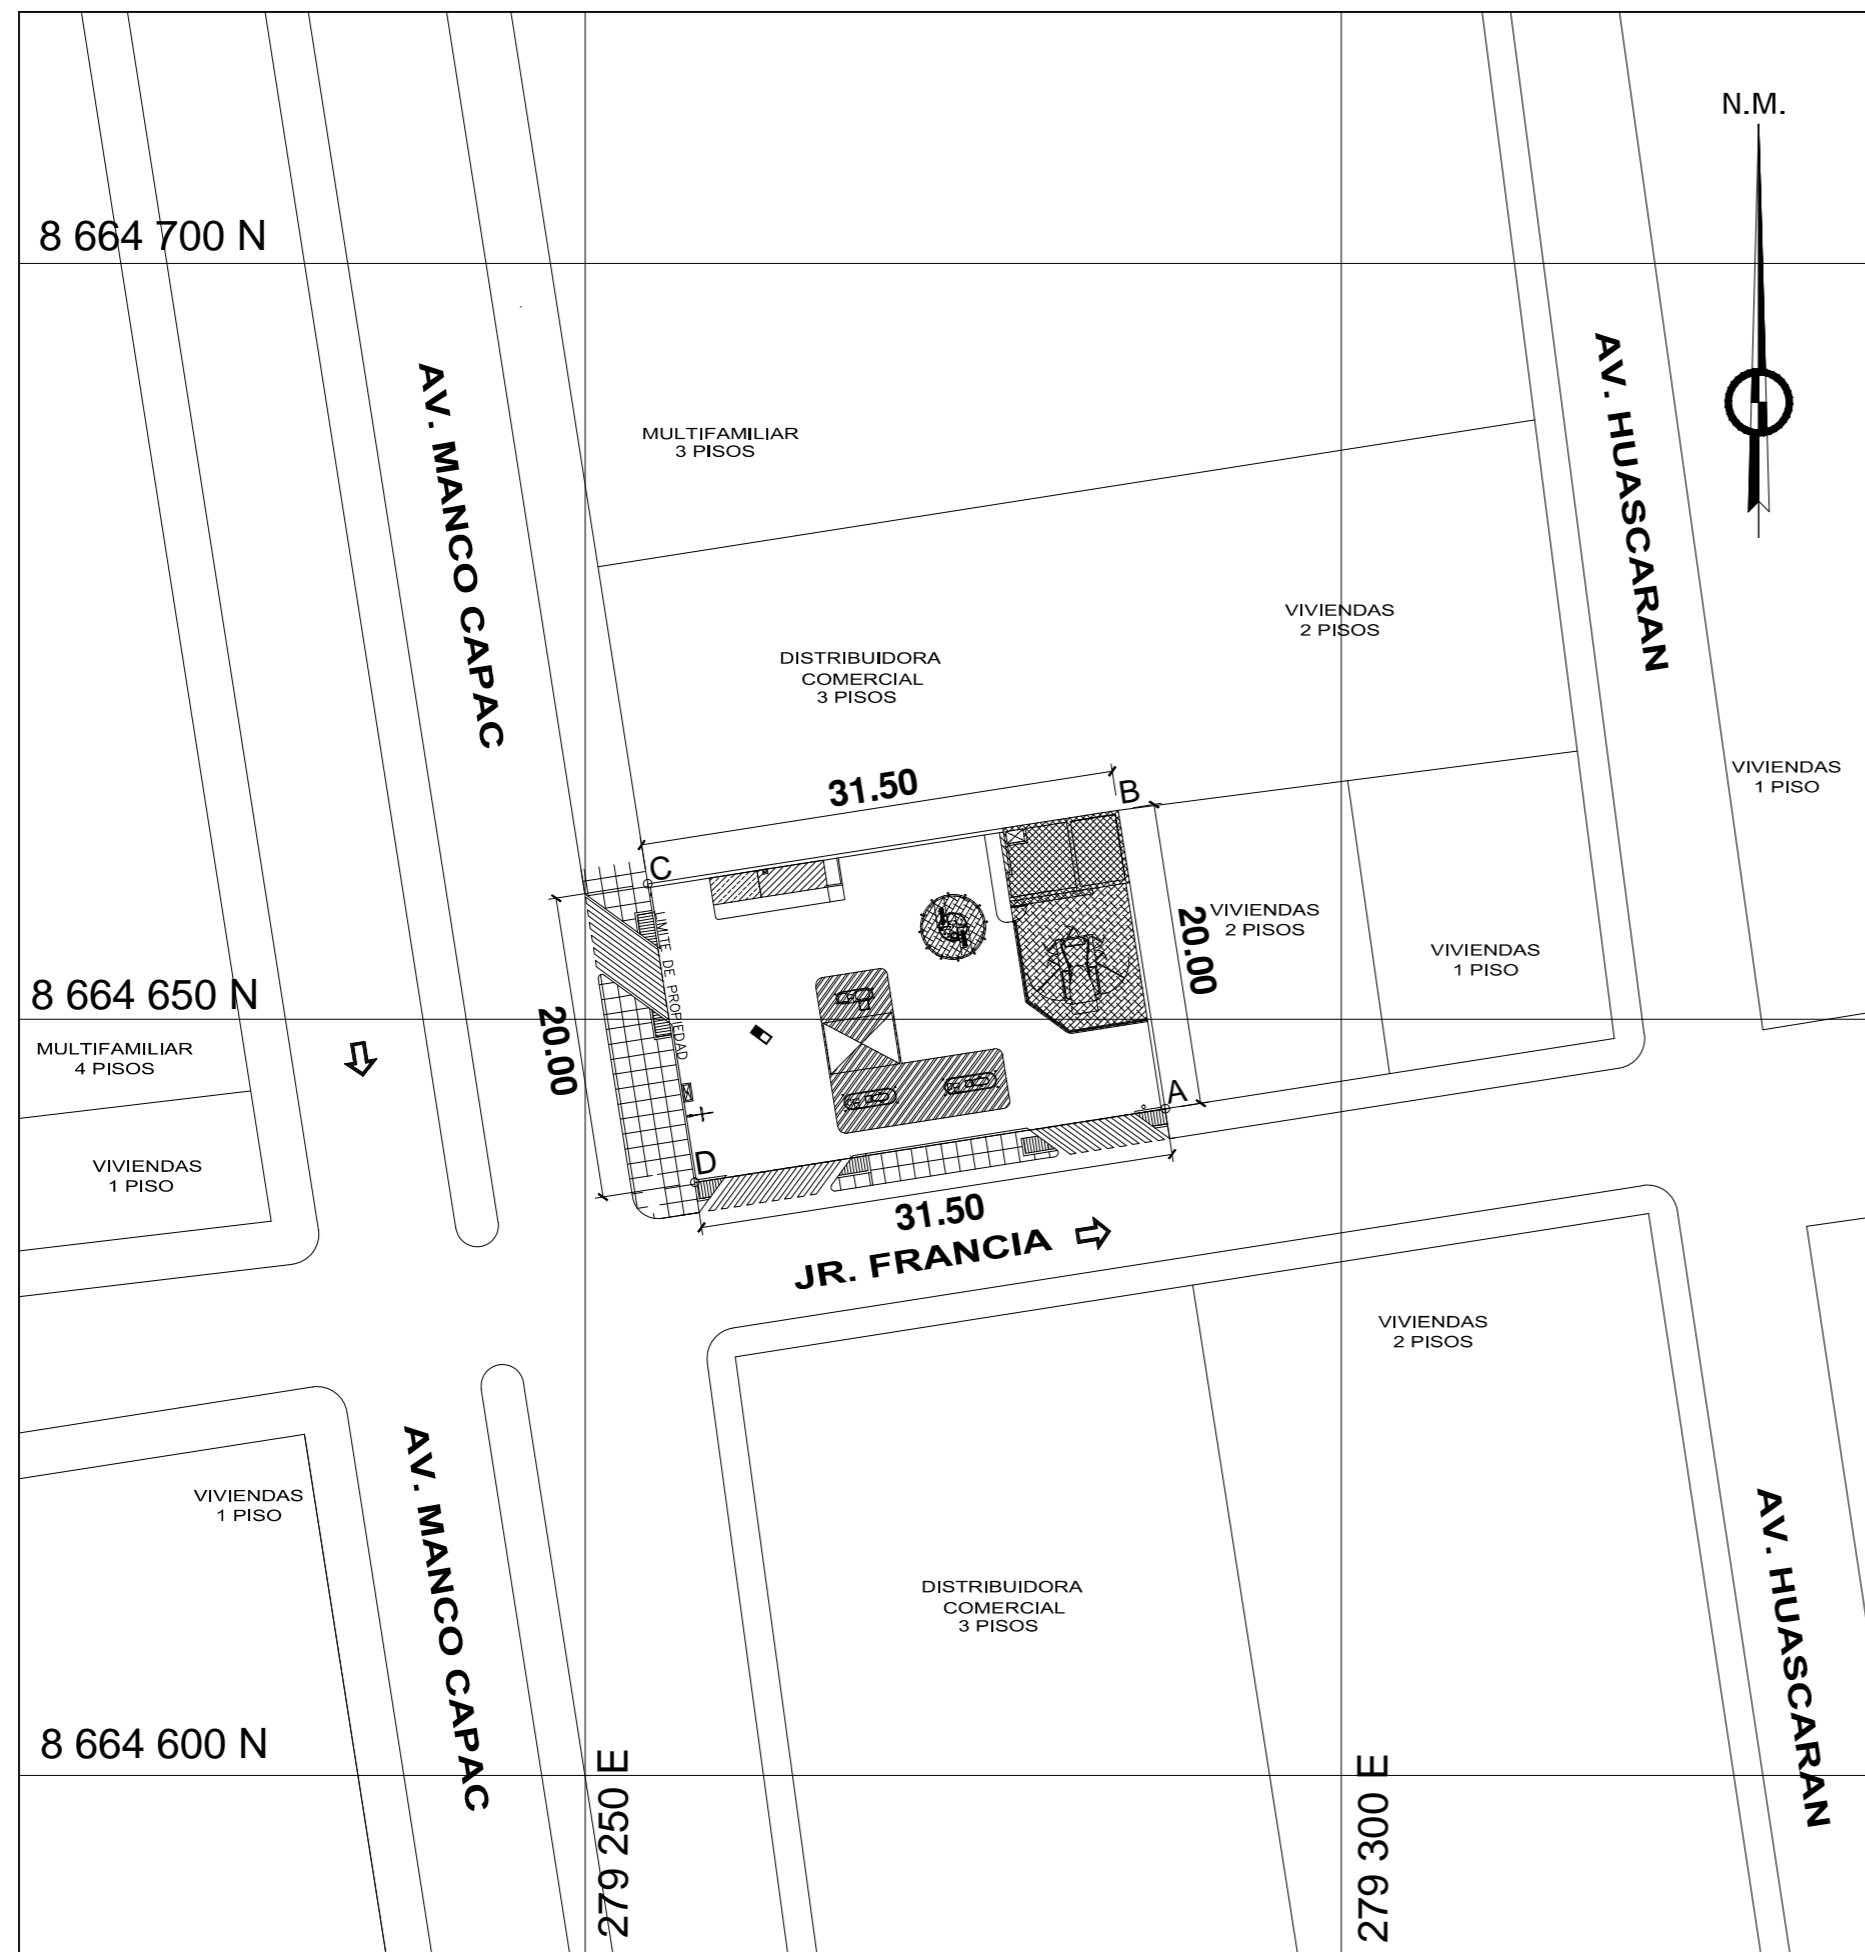 N.M.
8 664 700 N
AV. MANCO CAPAC
AV. HUASCARAN
MULTIFAMILIAR
3 PISOS
VIVIENDAS
2 PISOS
DISTRIBUIDORA
COMERCIAL
3 PISOS
VIVIENDAS
1 PISO
31.50
B
C
20.00
VIVIENDAS
2 PISOS
VIVIENDAS
1 PISO
LIMITE DE PROPIEDAD
8 664 650 N
20.00
MULTIFAMILIAR
4 PISOS
A
D
VIVIENDAS
1 PISO
31.50
JR. FRANCIA
VIVIENDAS
2 PISOS
AV. MANCO CAPAC
VIVIENDAS
1 PISO
AV. HUASCARAN
DISTRIBUIDORA
COMERCIAL
3 PISOS
8 664 600 N
279 250 E
279 300 E